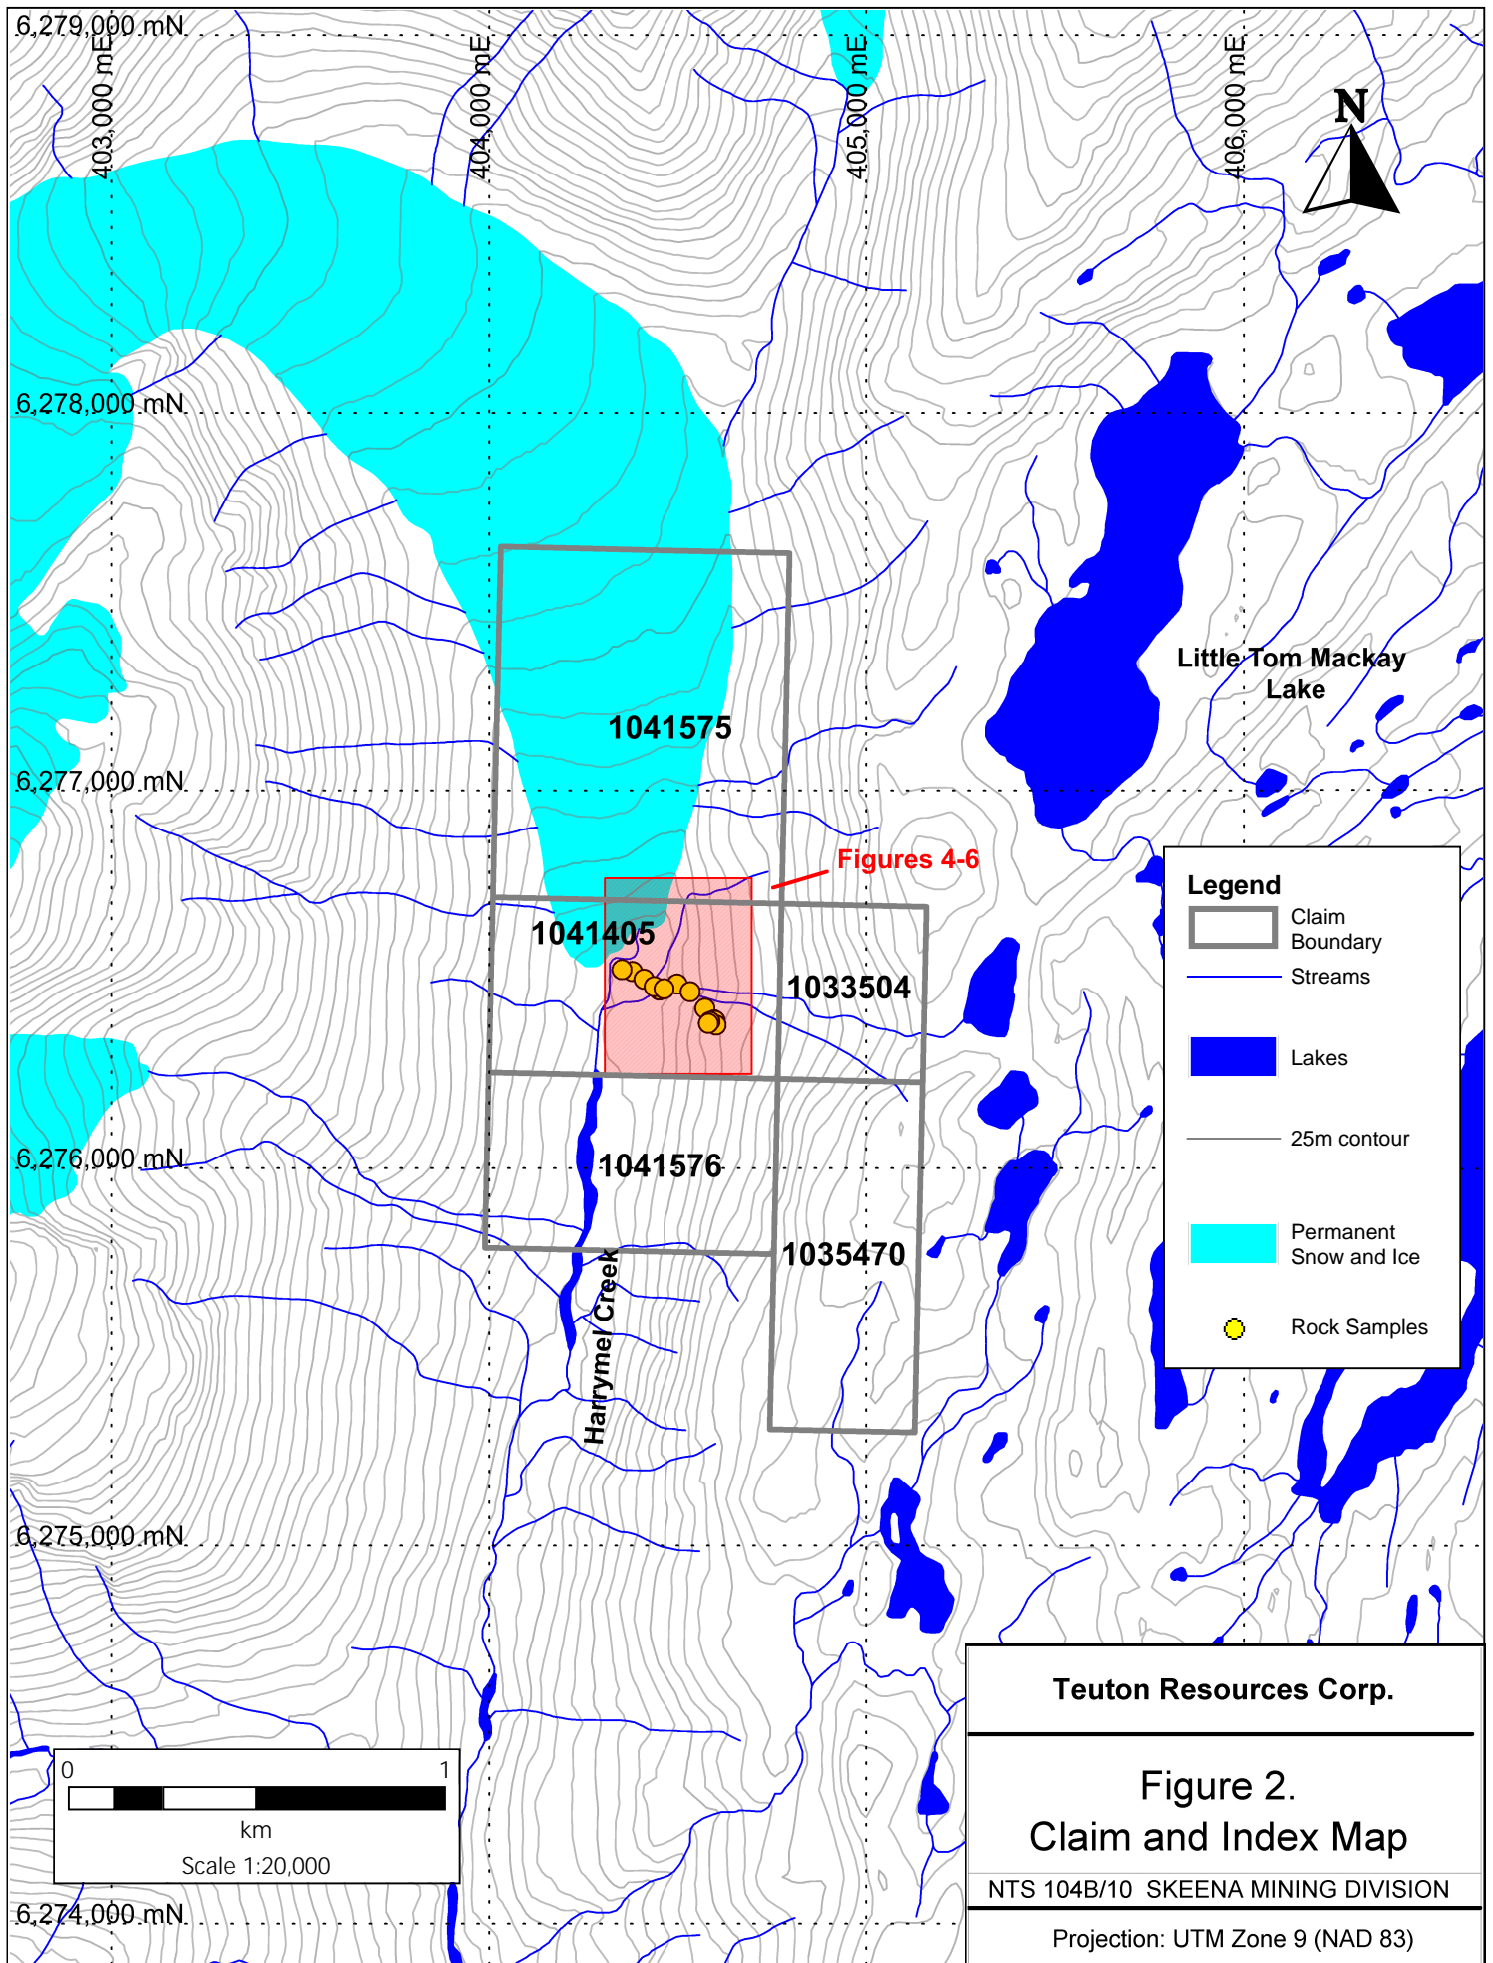 6,279,000 mN
403,000 mE
404,000 mE
405,000 mE
406,000 mE
N
6,278,000 mN
Little Tom Mackay
Lake
1041575
6,277,000 mN
Figures 4-6
1041405
1033504
Legend
Claim
Boundary
Streams
Lakes
25m contour
Permanent
Snow and Ice
Rock Samples
6,276,000 mN
1041576
1035470
Harrymel Creek
6,275,000 mN
0 1
km
Scale 1:20,000
6,274,000 mN
Teuton Resources Corp.
Figure 2.
Claim and Index Map
NTS 104B/10 SKEENA MINING DIVISION
Projection: UTM Zone 9 (NAD 83)